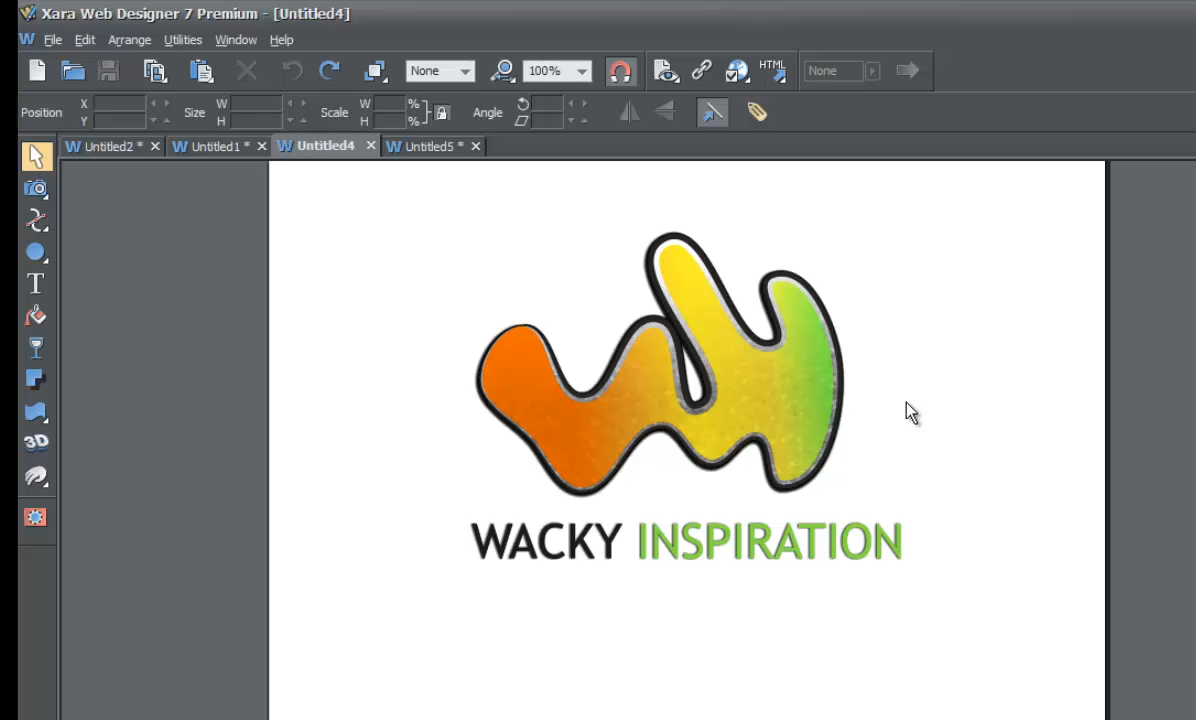 Xara Web Designer 7 Premium - [Untitled4]
W File Edit Arrange Utilities Window Help
None 100% HTML None
Position X Y Size W H Scale W H % % Angle
W Untitled2 * W Untitled1 * W Untitled4 W Untitled5 *
T
3D
WACKY INSPIRATION